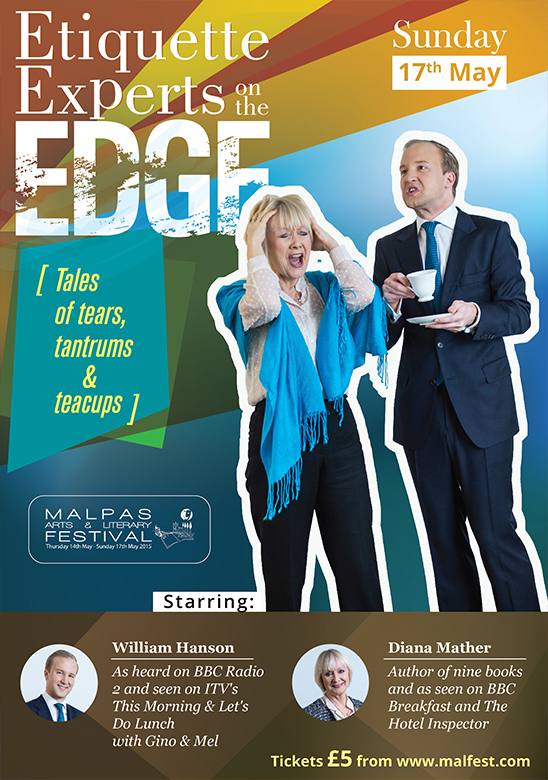 Etiquette
Experts on
the
EDGE
Sunday
17th May
[ Tales
of tears,
tantrums
&
teacups ]
MALPAS
ARTS & LITERARY
FESTIVAL
Thursday 14th May - Sunday 17th May 2015
Starring:
William Hanson
As heard on BBC Radio
2 and seen on ITV's
This Morning & Let's
Do Lunch
with Gino & Mel
Diana Mather
Author of nine books
and as seen on BBC
Breakfast and The
Hotel Inspector
Tickets £5 from www.malfest.com